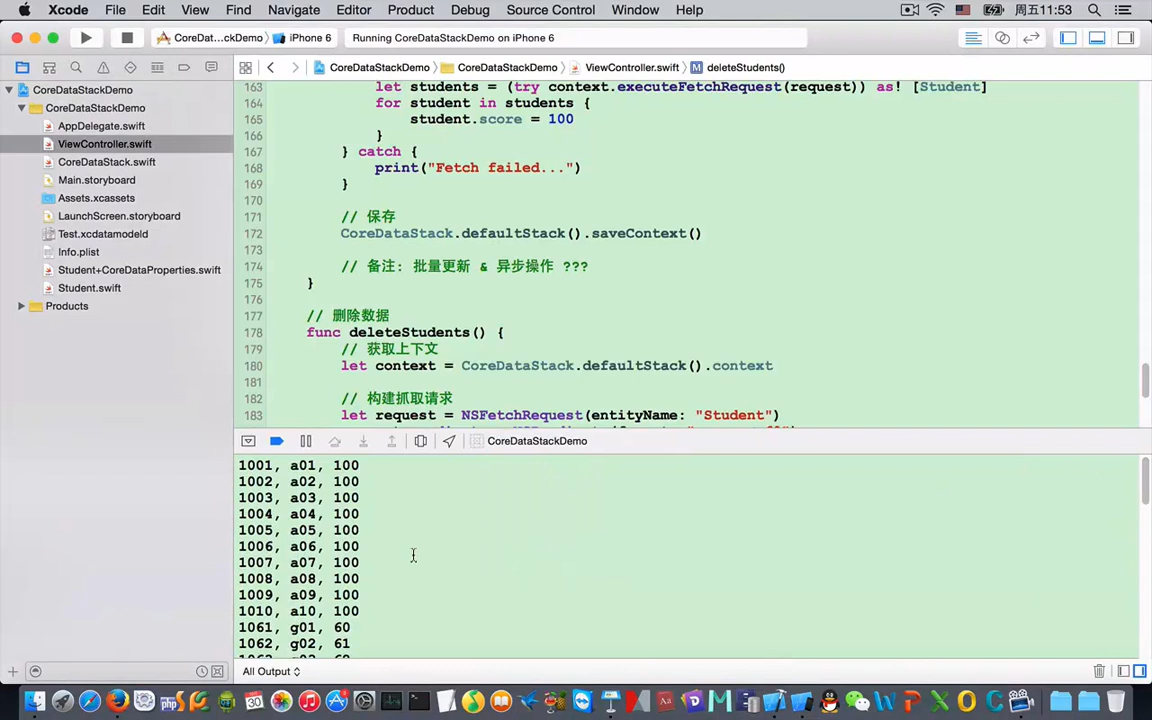 Xcode File Edit View Find Navigate Editor Product Debug Source Control Window Help 周五11:53
CoreDat...ckDemo iPhone 6 Running CoreDataStackDemo on iPhone 6
CoreDataStackDemo CoreDataStackDemo ViewController.swift M deleteStudents()
CoreDataStackDemo
CoreDataStackDemo
AppDelegate.swift
ViewController.swift
CoreDataStack.swift
Main.storyboard
Assets.xcassets
LaunchScreen.storyboard
Test.xcdatamodeld
Info.plist
Student+CoreDataProperties.swift
Student.swift
Products
163 let students = (try context.executeFetchRequest(request)) as! [Student]
164 for student in students {
165 student.score = 100
166 }
167 } catch {
168 print("Fetch failed...")
169 }
170
171 // 保存
172 CoreDataStack.defaultStack().saveContext()
173
174 // 备注: 批量更新 & 异步操作 ???
175 }
176
177 // 删除数据
178 func deleteStudents() {
179 // 获取上下文
180 let context = CoreDataStack.defaultStack().context
181
182 // 构建抓取请求
183 let request = NSFetchRequest(entityName: "Student")
CoreDataStackDemo
1001, a01, 100
1002, a02, 100
1003, a03, 100
1004, a04, 100
1005, a05, 100
1006, a06, 100
1007, a07, 100
1008, a08, 100
1009, a09, 100
1010, a10, 100
1061, g01, 60
1062, g02, 61
All Output